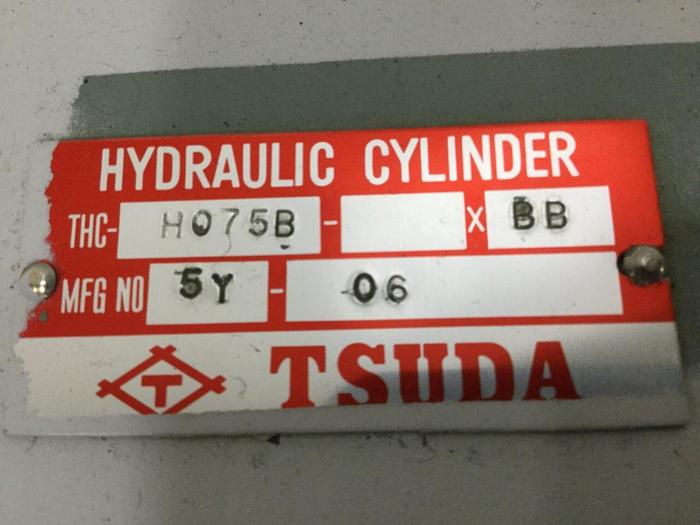 HYDRAULIC CYLINDER
THC- H075B - x BB
MFG NO 5Y - 06
T TSUDA